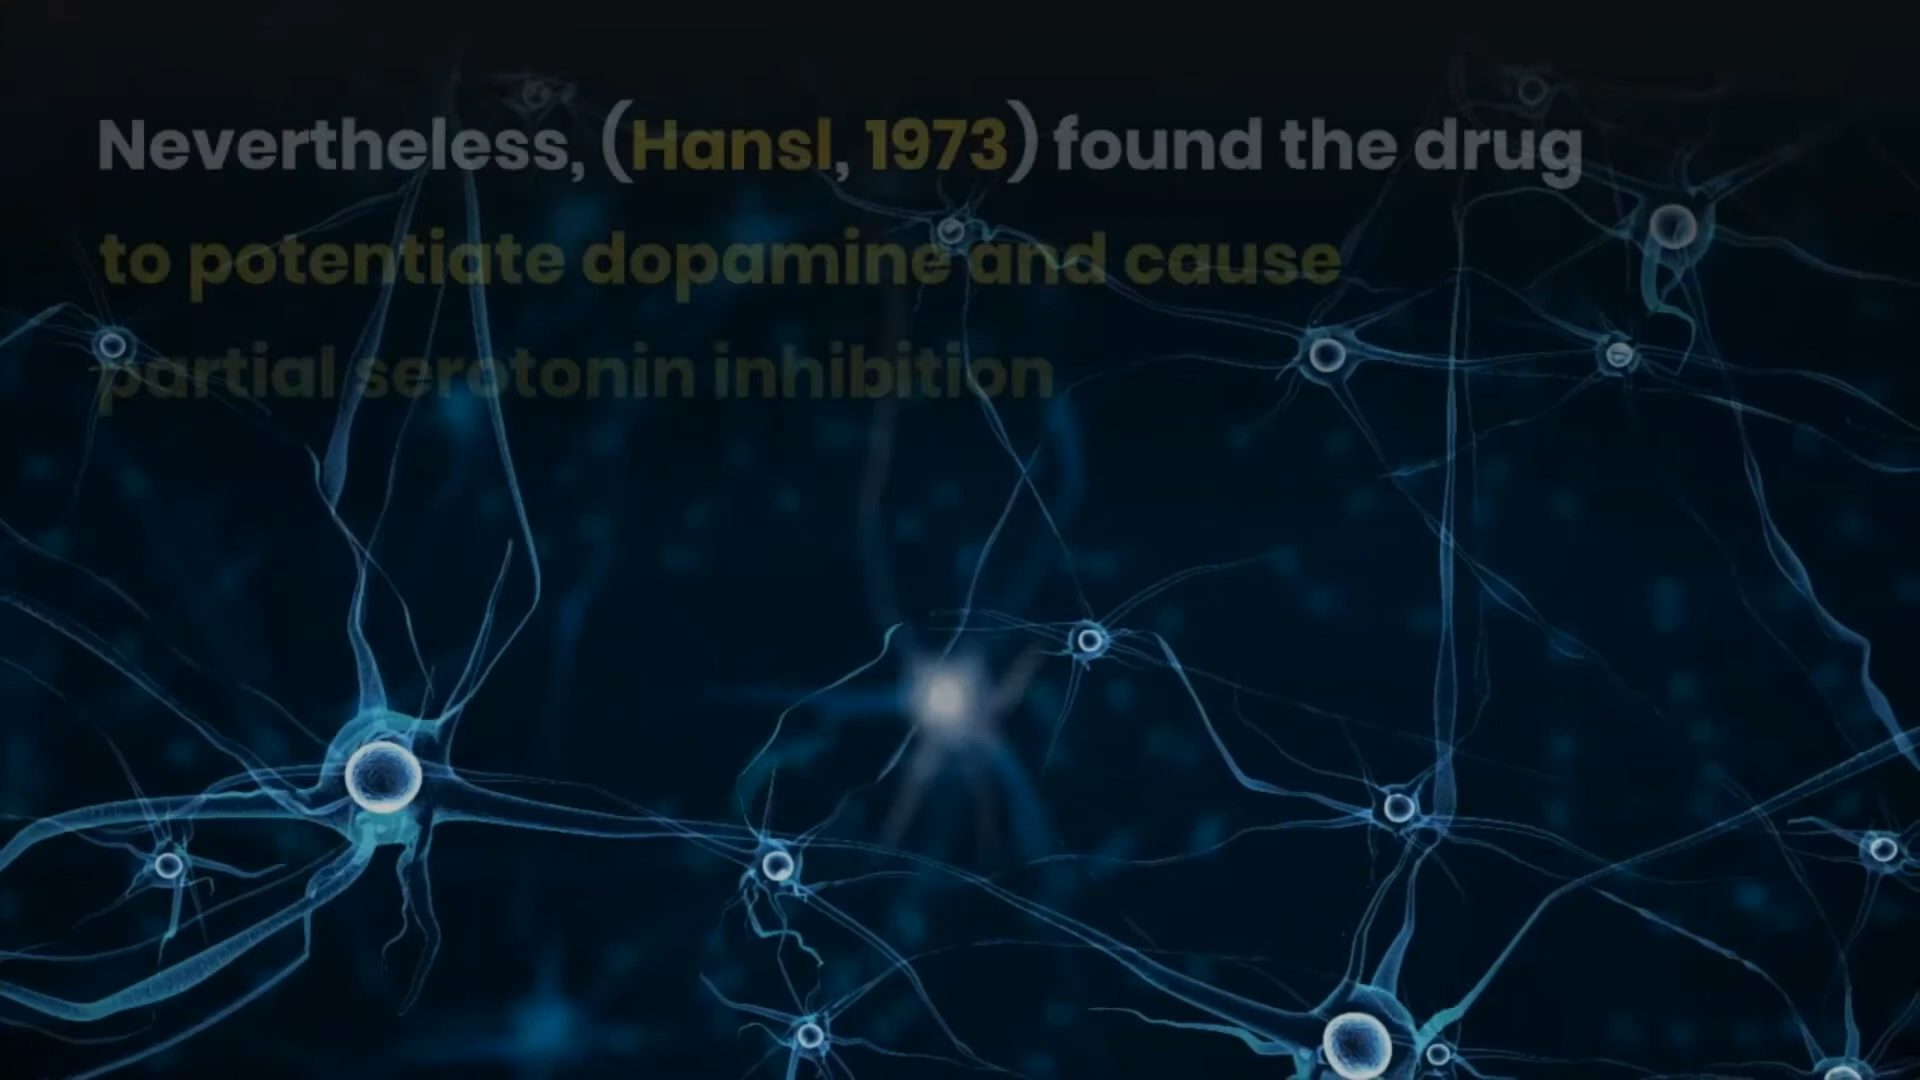 Nevertheless, (Hansl, 1973) found the drug
to potentiate dopamine and cause
partial serotonin inhibition